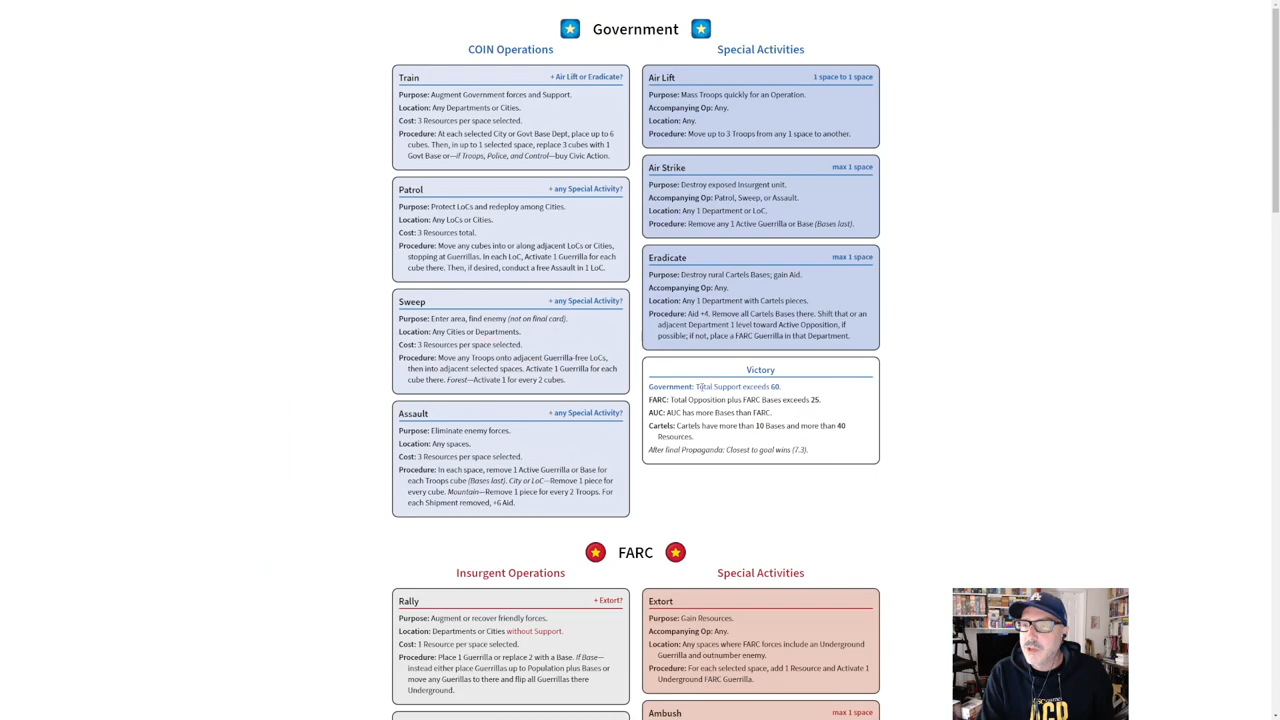 Government
COIN Operations
Train + Air Lift or Eradicate?
Purpose: Augment Government forces and Support.
Location: Any Departments or Cities.
Cost: 3 Resources per space selected.
Procedure: At each selected City or Govt Base Dept, place up to 6
cubes. Then, in up to 1 selected space, replace 3 cubes with 1
Govt Base or—if Troops, Police, and Control—buy Civic Action.
Patrol + any Special Activity?
Purpose: Protect LoCs and redeploy among Cities.
Location: Any LoCs or Cities.
Cost: 3 Resources total.
Procedure: Move any cubes into or along adjacent LoCs or Cities,
stopping at Guerrillas. In each LoC, Activate 1 Guerrilla for each
cube there. Then, if desired, conduct a free Assault in 1 LoC.
Sweep + any Special Activity?
Purpose: Enter area, find enemy (not on final card).
Location: Any Cities or Departments.
Cost: 3 Resources per space selected.
Procedure: Move any Troops onto adjacent Guerrilla-free LoCs,
then into adjacent selected spaces. Activate 1 Guerrilla for each
cube there. Forest—Activate 1 for every 2 cubes.
Assault + any Special Activity?
Purpose: Eliminate enemy forces.
Location: Any spaces.
Cost: 3 Resources per space selected.
Procedure: In each space, remove 1 Active Guerrilla or Base for
each Troops cube (Bases last). City or LoC—Remove 1 piece for
every cube. Mountain—Remove 1 piece for every 2 Troops. For
each Shipment removed, +6 Aid.
Special Activities
Air Lift 1 space to 1 space
Purpose: Mass Troops quickly for an Operation.
Accompanying Op: Any.
Location: Any.
Procedure: Move up to 3 Troops from any 1 space to another.
Air Strike max 1 space
Purpose: Destroy exposed Insurgent unit.
Accompanying Op: Patrol, Sweep, or Assault.
Location: Any 1 Department or LoC.
Procedure: Remove any 1 Active Guerrilla or Base (Bases last).
Eradicate max 1 space
Purpose: Destroy rural Cartels Bases; gain Aid.
Accompanying Op: Any.
Location: Any 1 Department with Cartels pieces.
Procedure: Aid +4. Remove all Cartels Bases there. Shift that or an
adjacent Department 1 level toward Active Opposition, if
possible; if not, place a FARC Guerrilla in that Department.
Victory
Government: Total Support exceeds 60.
FARC: Total Opposition plus FARC Bases exceeds 25.
AUC: AUC has more Bases than FARC.
Cartels: Cartels have more than 10 Bases and more than 40
Resources.
After final Propaganda: Closest to goal wins (7.3).
FARC
Insurgent Operations
Rally + Extort?
Purpose: Augment or recover friendly forces.
Location: Departments or Cities without Support.
Cost: 1 Resource per space selected.
Procedure: Place 1 Guerrilla or replace 2 with a Base. If Base—
instead either place Guerrillas up to Population plus Bases or
move any Guerillas to there and flip all Guerrillas there
Underground.
Special Activities
Extort
Purpose: Gain Resources.
Accompanying Op: Any.
Location: Any spaces where FARC forces include an Underground
Guerrilla and outnumber enemy.
Procedure: For each selected space, add 1 Resource and Activate 1
Underground FARC Guerrilla.
Ambush max 1 space